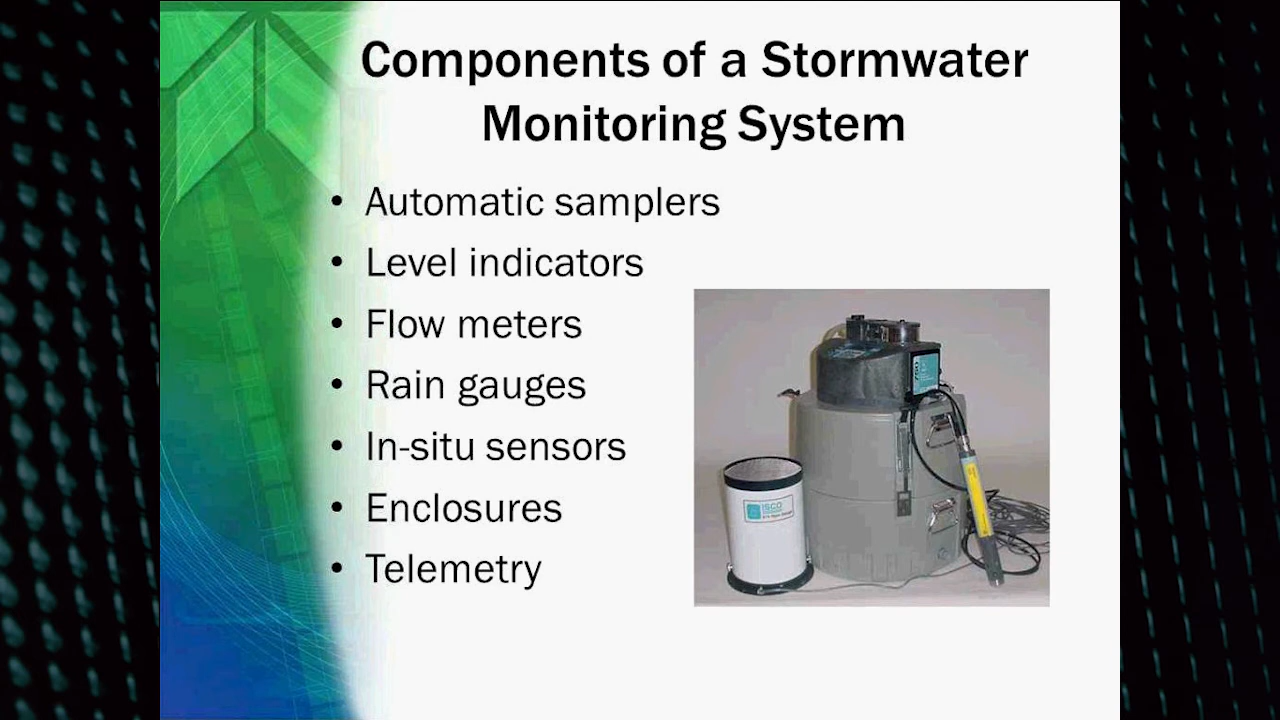 Components of a Stormwater
Monitoring System
• Automatic samplers
• Level indicators
• Flow meters
• Rain gauges
• In-situ sensors
• Enclosures
• Telemetry
ISCO